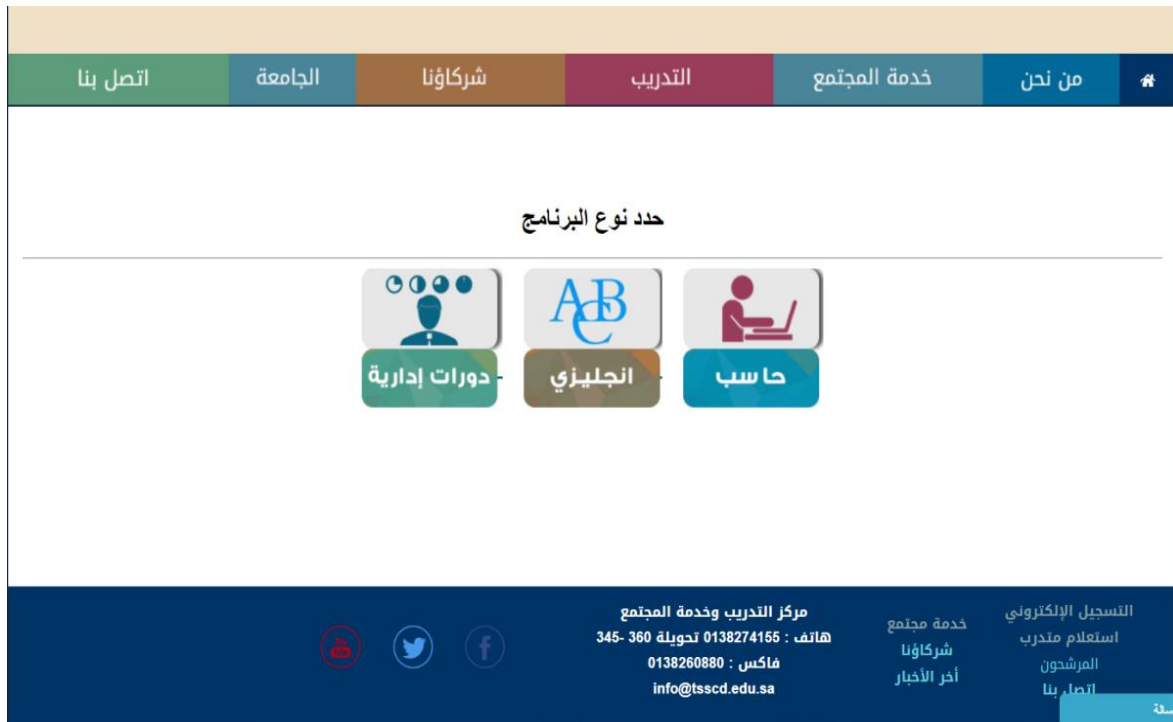 من نحن
خدمة المجتمع
التدريب
شركاؤنا
الجامعة
اتصل بنا
حدد نوع البرنامج
ABC
حاسب
انجليزي -
دورات إدارية -
التسجيل الإلكتروني
استعلام متدرب
المرشحون
اتصل بنا
خدمة مجتمع
شركاؤنا
أخر الأخبار
مركز التدريب وخدمة المجتمع
هاتف : 0138274155 تحويلة 360 -345
فاكس : 0138260880
info@tsscd.edu.sa
You